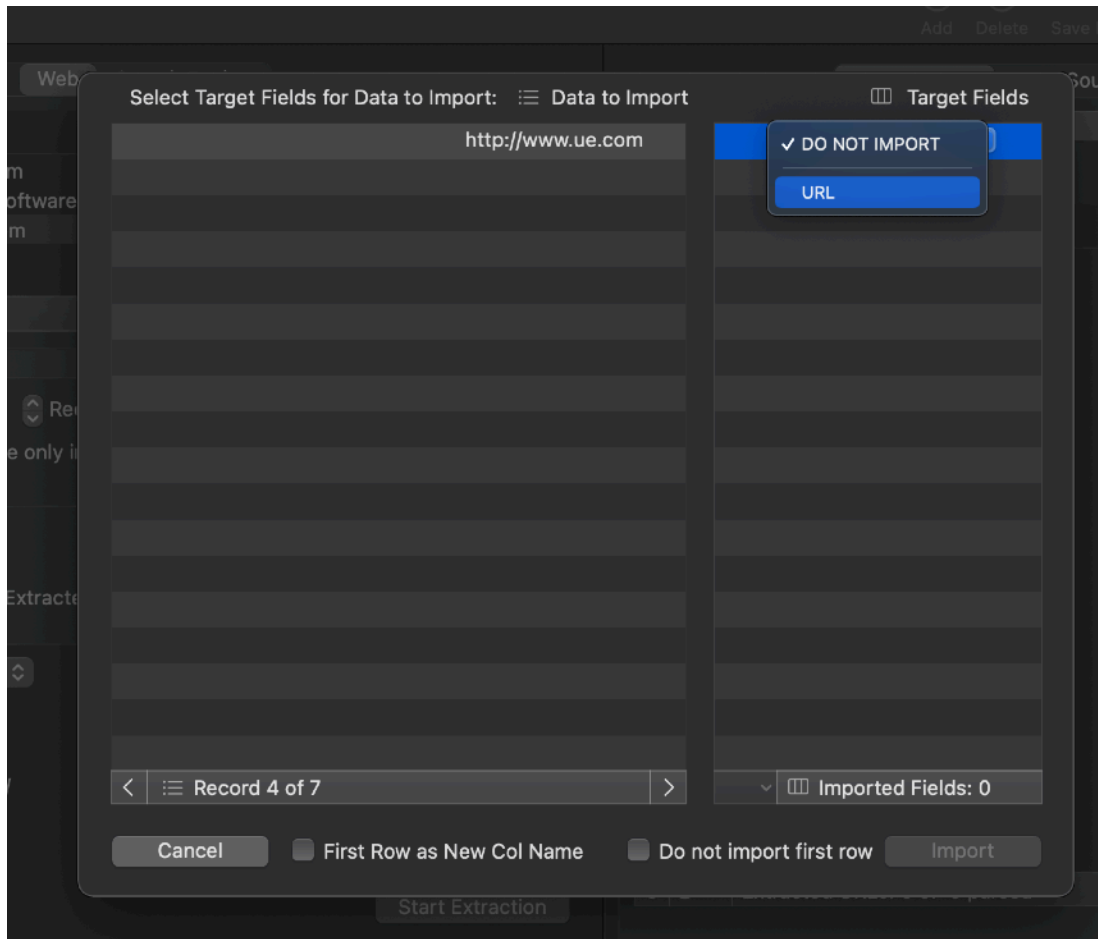 Add Delete Save
Web
Sou
Select Target Fields for Data to Import: Data to Import Target Fields
http://www.ue.com
✓ DO NOT IMPORT
URL
m
oftware
m
Re
e only i
Extracte
Record 4 of 7
Imported Fields: 0
Cancel
First Row as New Col Name
Do not import first row
Import
Start Extraction